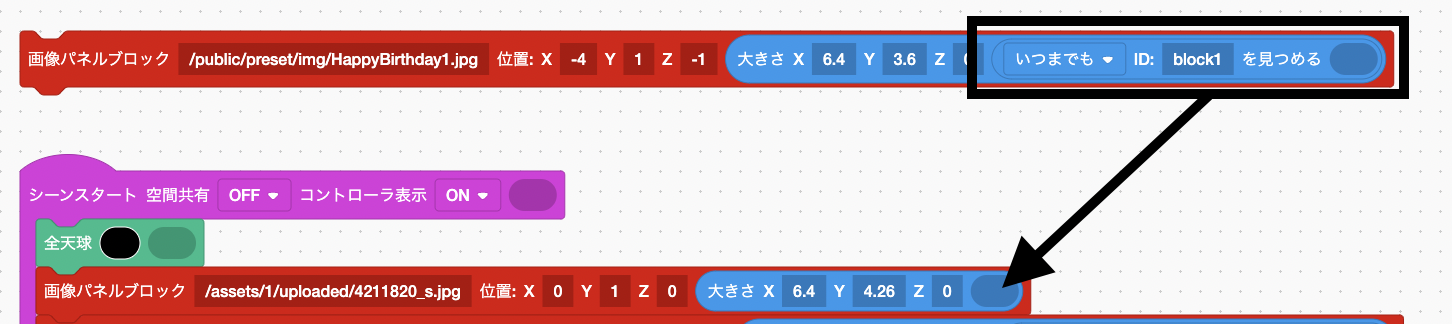 画像パネルブロック /public/preset/img/HappyBirthday1.jpg 位置: X -4 Y 1 Z -1 大きさ X 6.4 Y 3.6 Z いつまでも ID: block1 を見つめる
シーンスタート 空間共有 OFF コントローラ表示 ON
全天球
画像パネルブロック /assets/1/uploaded/4211820_s.jpg 位置: X 0 Y 1 Z 0 大きさ X 6.4 Y 4.26 Z 0